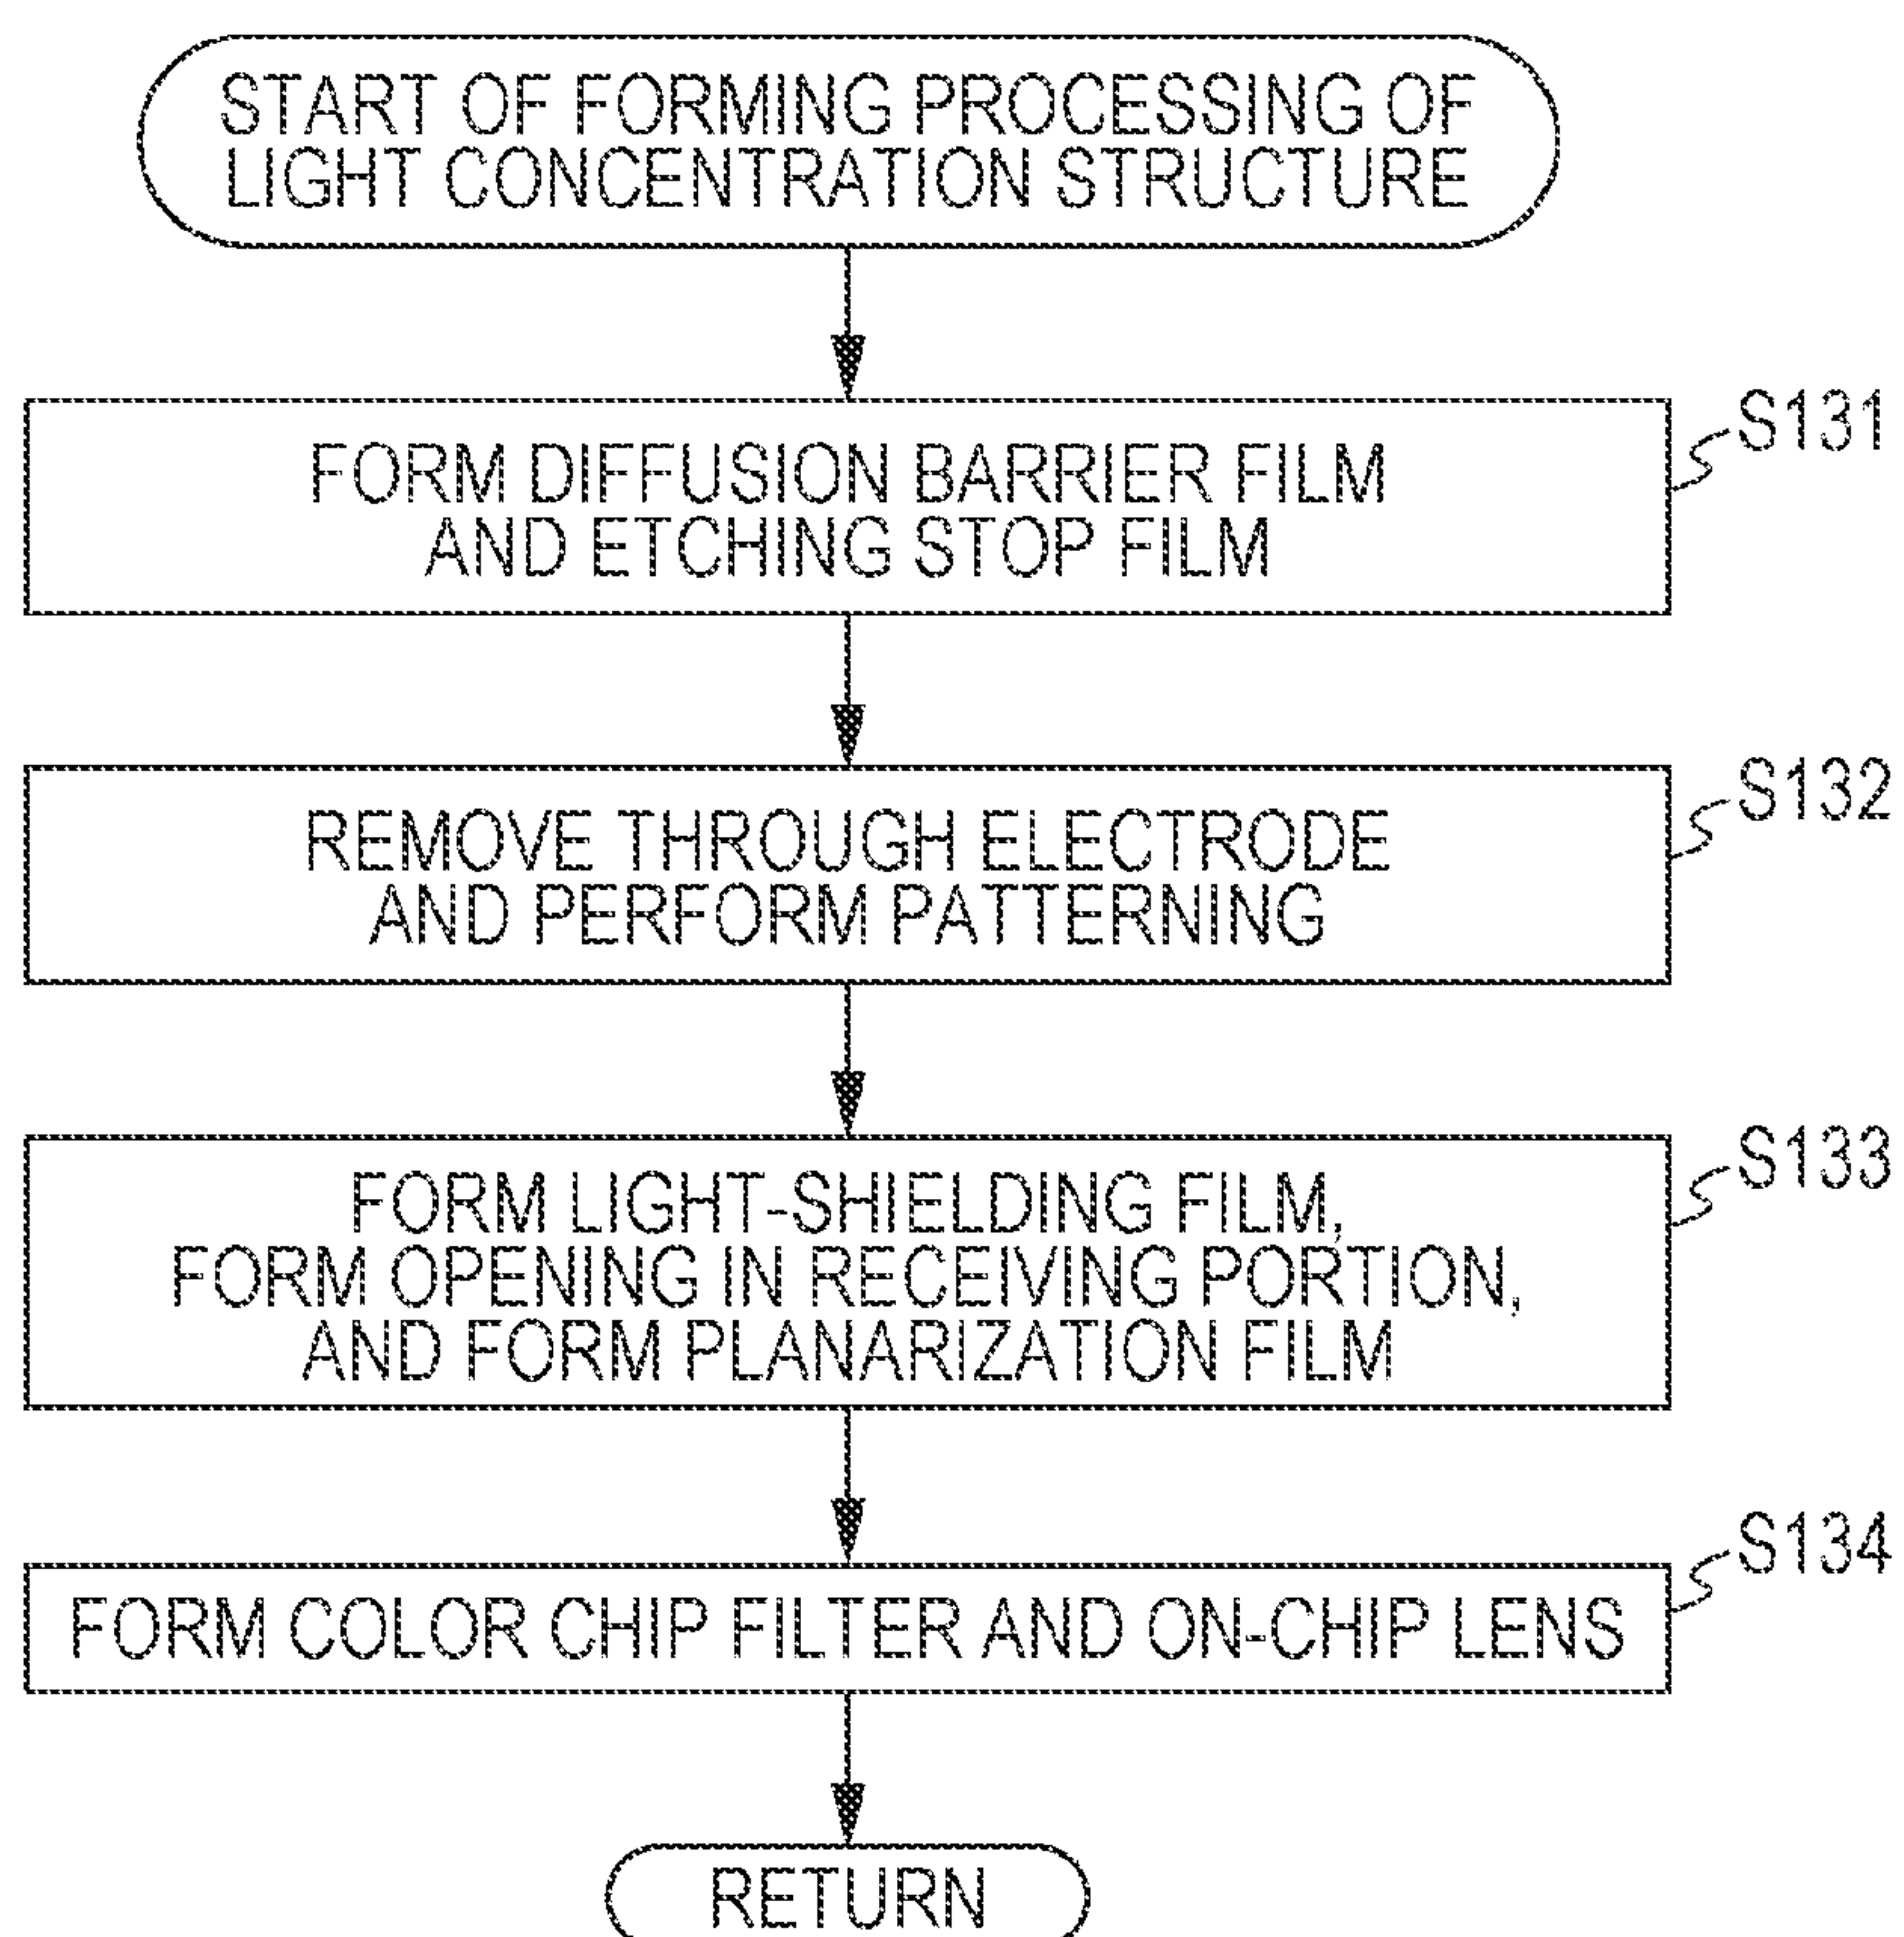 START OF FORMING PROCESSING OF
LIGHT CONCENTRATION STRUCTURE
FORM DIFFUSION BARRIER FILM
AND ETCHING STOP FILM
S131
REMOVE THROUGH ELECTRODE
AND PERFORM PATTERNING
S132
FORM LIGHT-SHIELDING FILM,
FORM OPENING IN RECEIVING PORTION,
AND FORM PLANARIZATION FILM
S133
FORM COLOR CHIP FILTER AND ON-CHIP LENS
S134
RETURN